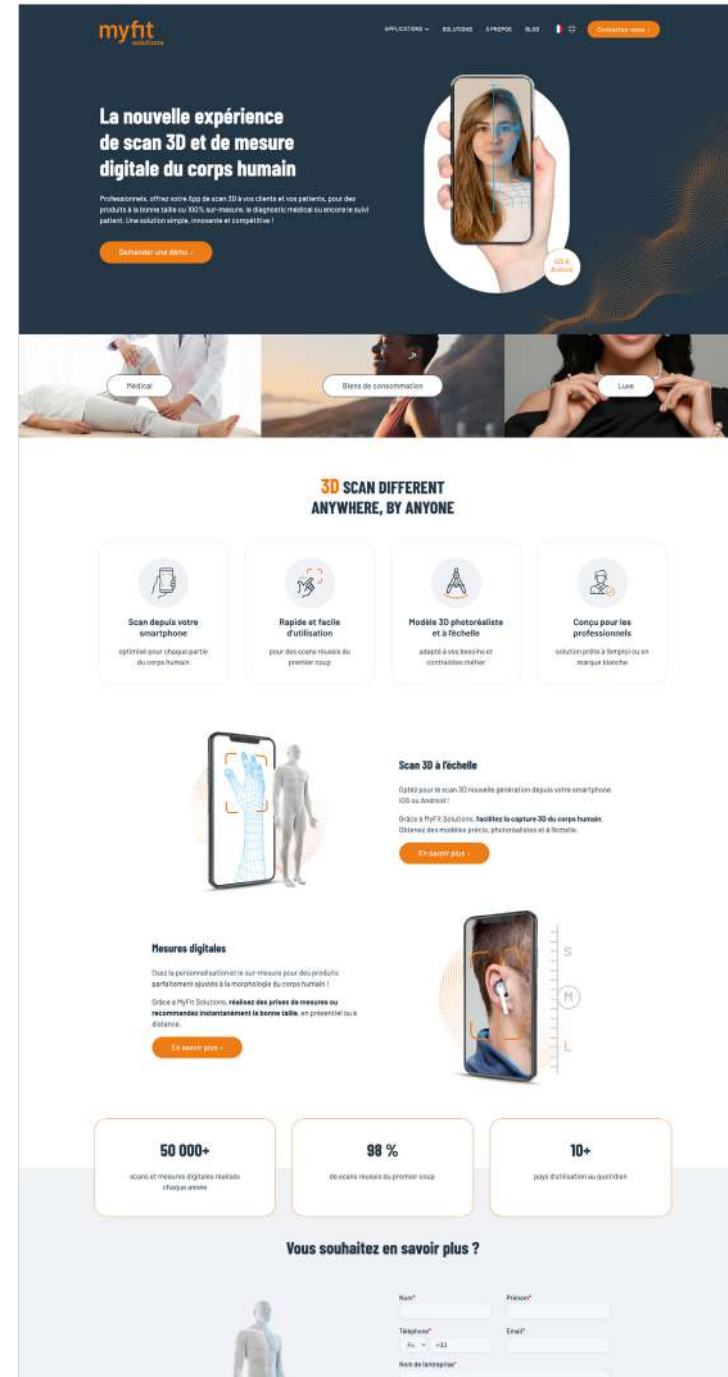 myfit
solutions
APPLICATIONS
SOLUTIONS
À PROPOS
BLOG
Contactez-nous ›
La nouvelle expérience
de scan 3D et de mesure
digitale du corps humain
Professionnels, offrez votre App de scan 3D à vos clients et vos patients, pour des
produits à la bonne taille ou 100% sur-mesure, le diagnostic médical ou encore le suivi
patient. Une solution simple, innovante et compétitive !
Demander une démo ›
iOS &
Android
Médical
Biens de consommation
Luxe
3D SCAN DIFFERENT
ANYWHERE, BY ANYONE
Scan depuis votre
smartphone
optimisé pour chaque partie
du corps humain
Rapide et facile
d'utilisation
pour des scans réussis du
premier coup
Modèle 3D photoréaliste
et à l'échelle
adapté à vos besoins et
contraintes métier
Conçu pour les
professionnels
solution prête à l'emploi ou en
marque blanche
Scan 3D à l'échelle
Optez pour le scan 3D nouvelle génération depuis votre smartphone
iOS ou Android !
Grâce à MyFit Solutions, facilitez la capture 3D du corps humain.
Obtenez des modèles précis, photoréalistes et à l'échelle.
En savoir plus ›
Mesures digitales
Osez la personnalisation et le sur-mesure pour des produits
parfaitement ajustés à la morphologie du corps humain !
Grâce à MyFit Solutions, réalisez des prises de mesures ou
recommandez instantanément la bonne taille, en présentiel ou à
distance.
En savoir plus ›
S
M
L
50 000+
scans et mesures digitales réalisés
chaque année
98 %
de scans réussis du premier coup
10+
pays d'utilisation au quotidien
Vous souhaitez en savoir plus ?
Nom*
Prénom*
Téléphone*
Email*
+33
Nom de l'entreprise*